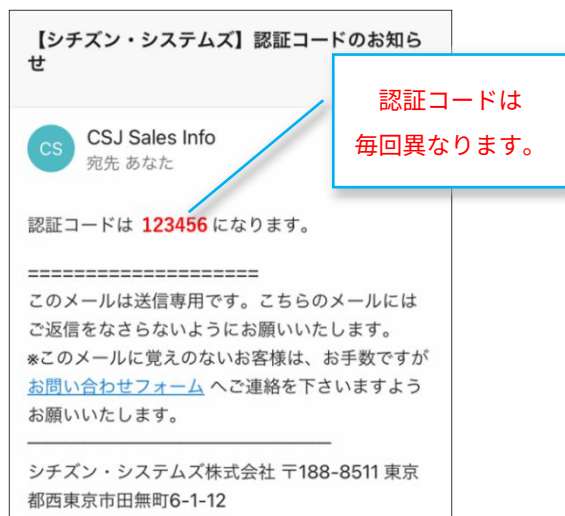 【シチズン・システムズ】認証コードのお知ら
せ
認証コードは
毎回異なります。
CS
CSJ Sales Info
宛先 あなた
認証コードは 123456 になります。
====================
このメールは送信専用です。こちらのメールには
ご返信をなさらないようにお願いいたします。
※このメールに覚えのないお客様は、お手数ですが
お問い合わせフォーム へご連絡を下さいますよう
お願いいたします。
シチズン・システムズ株式会社 〒188-8511 東京
都西東京市田無町6-1-12